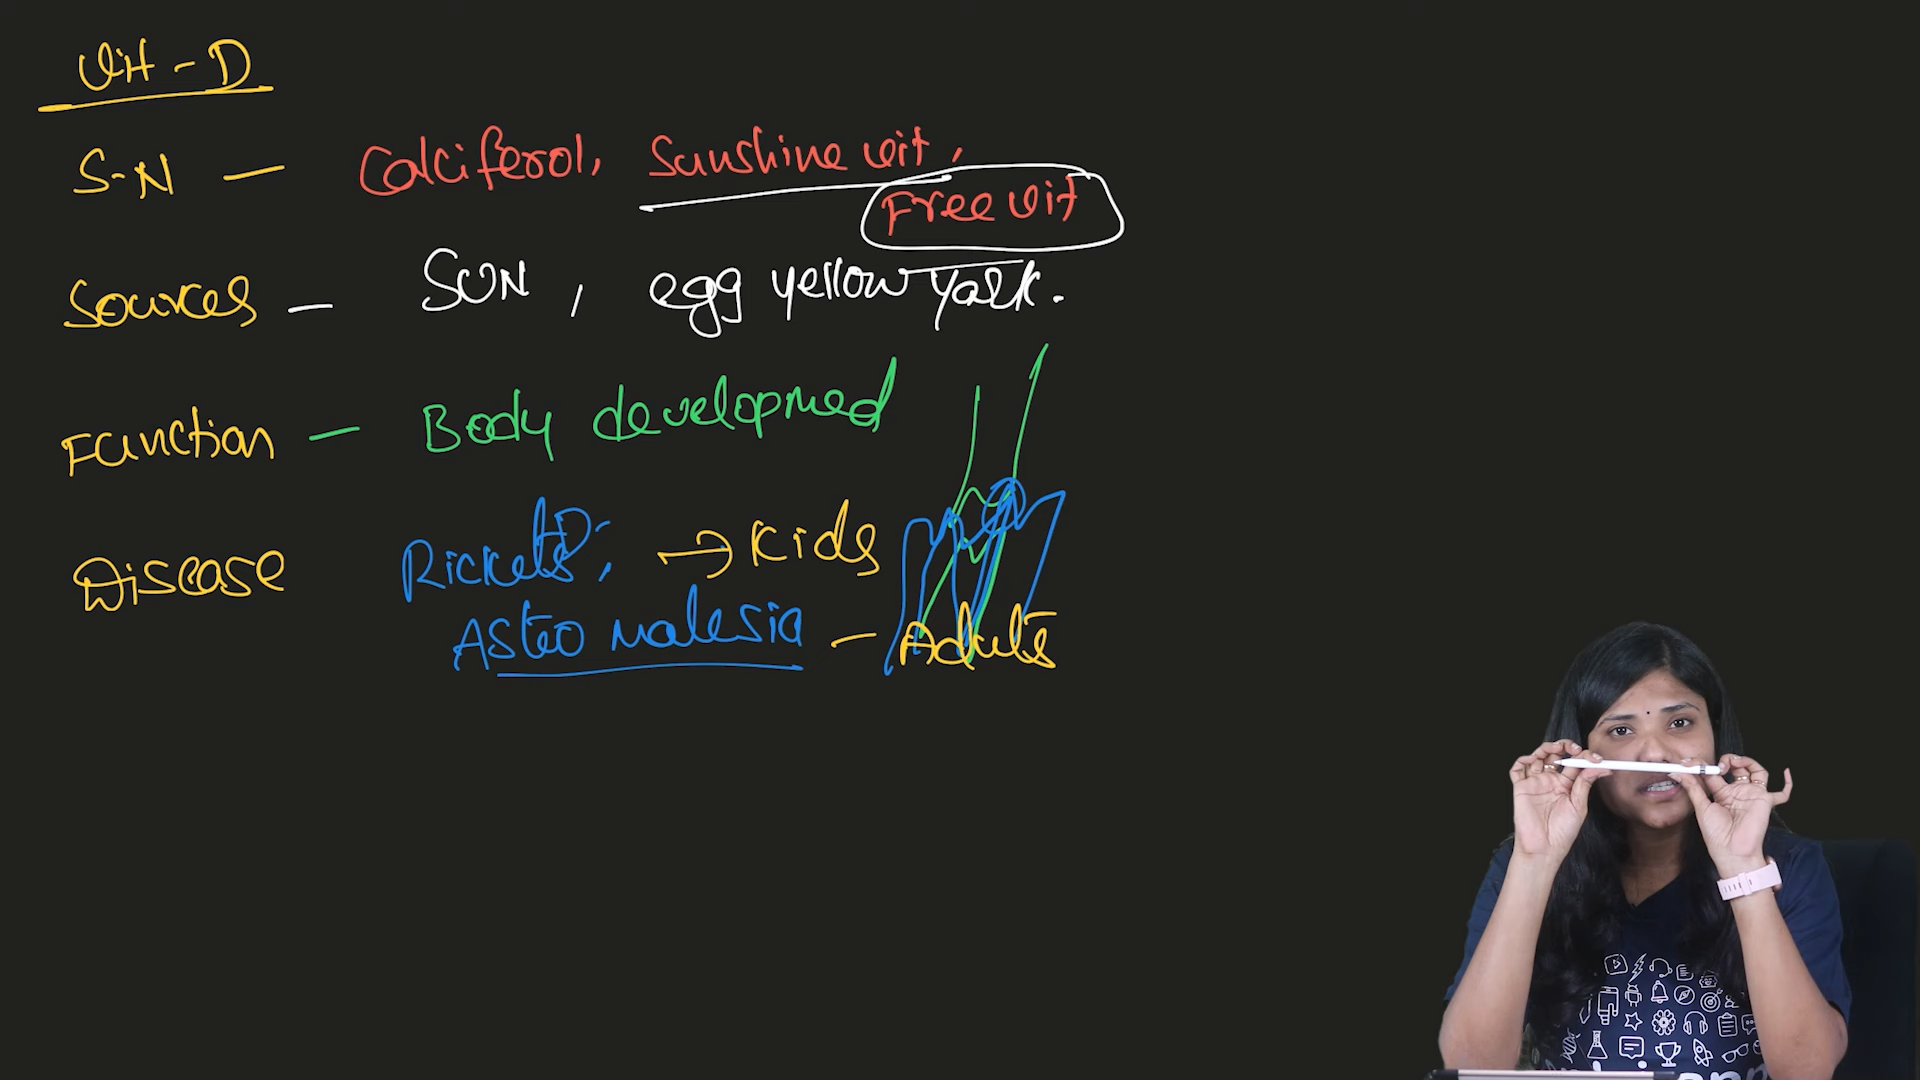 Vit - D
S-N — Calciferol, Sunshine vit,
Free Vit
Sources — SUN, egg yellow York.
Function — Body developmed
Disease Rickets, → Kids
Asteo malesia — Adults